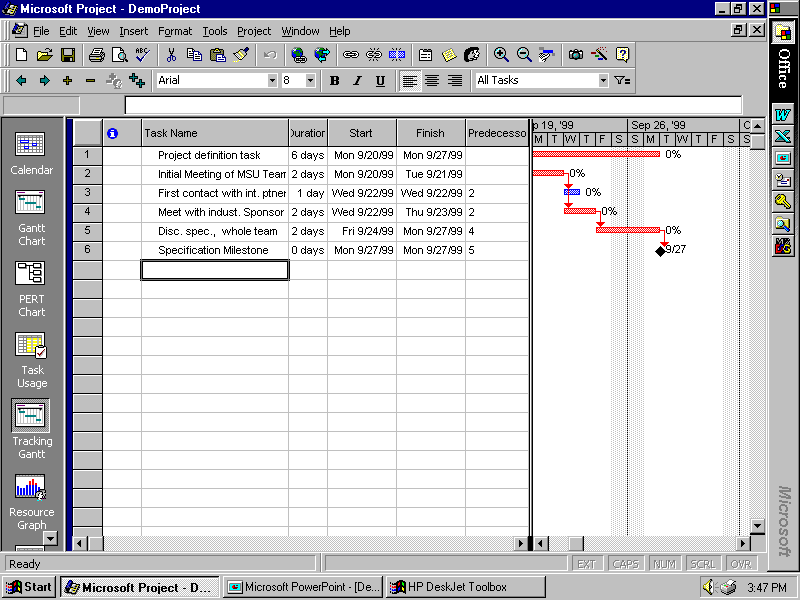 Microsoft Project - DemoProject
File Edit View Insert Format Tools Project Window Help
Arial 8 B I U All Tasks
Office
Task Name Duration Start Finish Predecesso
p 19, '99 Sep 26, '99
M T W T F S S M T W T F S S
1 Project definition task 6 days Mon 9/20/99 Mon 9/27/99 0%
2 Initial Meeting of MSU Team 2 days Mon 9/20/99 Tue 9/21/99 0%
3 First contact with int. ptner 1 day Wed 9/22/99 Wed 9/22/99 2 0%
4 Meet with indust. Sponsor 2 days Wed 9/22/99 Thu 9/23/99 2 0%
5 Disc. spec., whole team 2 days Fri 9/24/99 Mon 9/27/99 4 0%
6 Specification Milestone 0 days Mon 9/27/99 Mon 9/27/99 5 9/27
Calendar
Gantt
Chart
PERT
Chart
Task
Usage
Tracking
Gantt
Resource
Graph
Microsoft
Ready EXT CAPS NUM SCRL OVR
Start Microsoft Project - D... Microsoft PowerPoint - [De... HP DeskJet Toolbox 3:47 PM